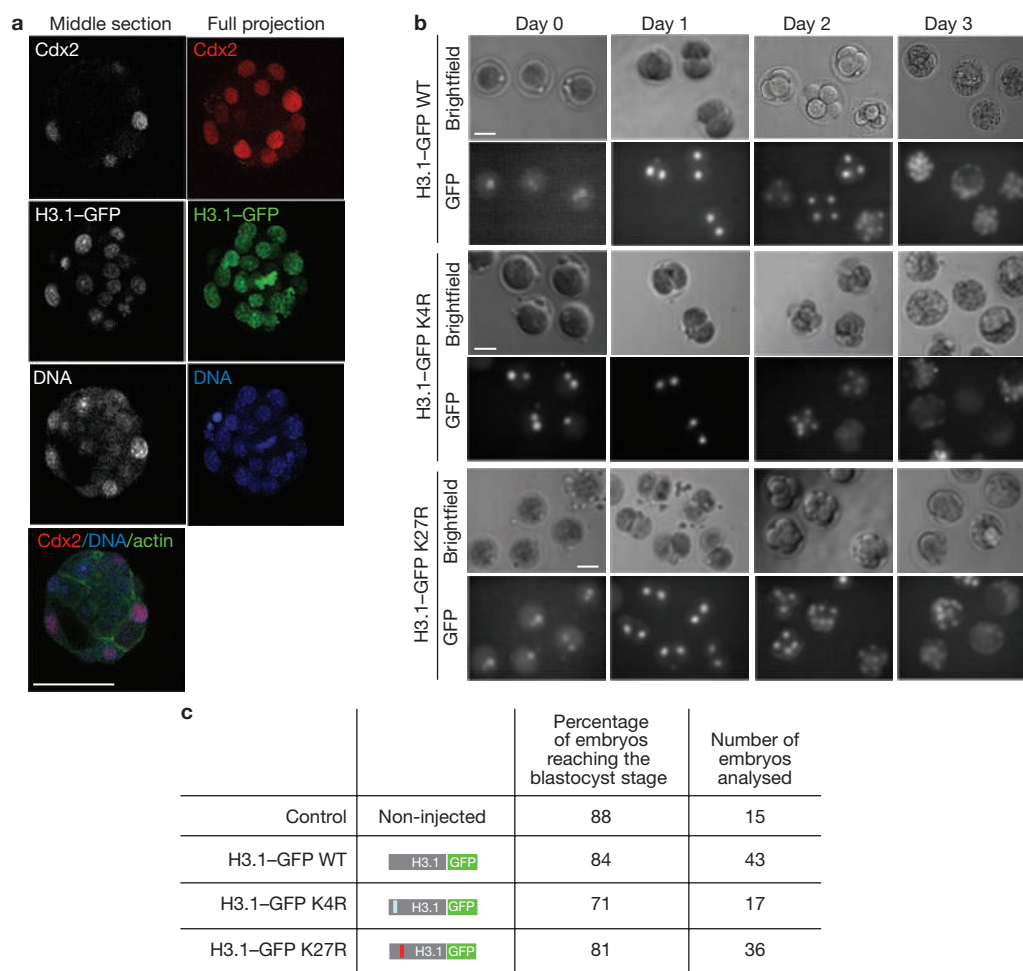 a
Middle section
Full projection
Cdx2
Cdx2
H3.1–GFP
H3.1–GFP
DNA
DNA
Cdx2/DNA/actin
b
Day 0
Day 1
Day 2
Day 3
H3.1–GFP WT
Brightfield
GFP
H3.1–GFP K4R
Brightfield
GFP
H3.1–GFP K27R
Brightfield
GFP
c
Percentage
of embryos
reaching the
blastocyst stage
Number of
embryos
analysed
Control
Non-injected
88
15
H3.1–GFP WT
H3.1
GFP
84
43
H3.1–GFP K4R
H3.1
GFP
71
17
H3.1–GFP K27R
H3.1
GFP
81
36